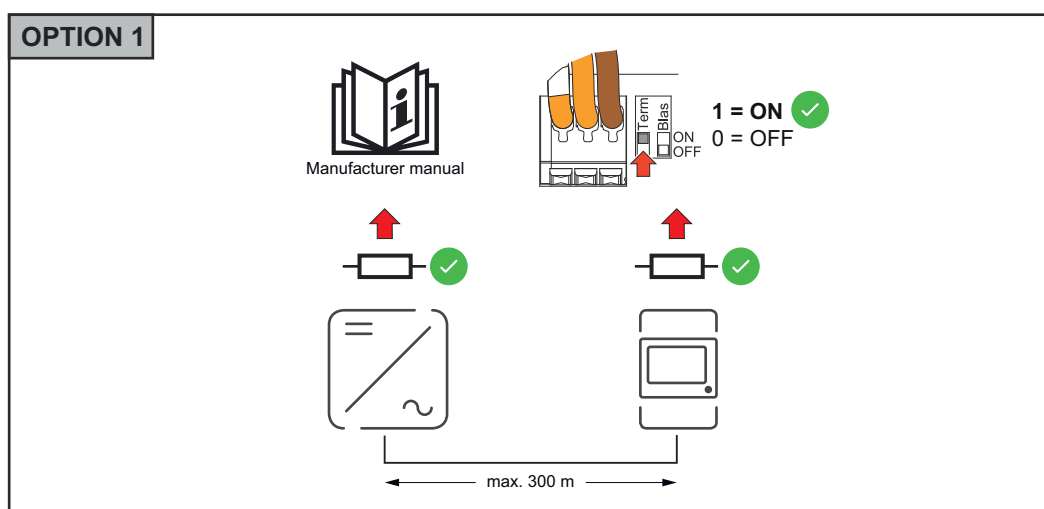 OPTION 1
Manufacturer manual
i
Term
BIas
ON
OFF
1 = ON
0 = OFF
max. 300 m